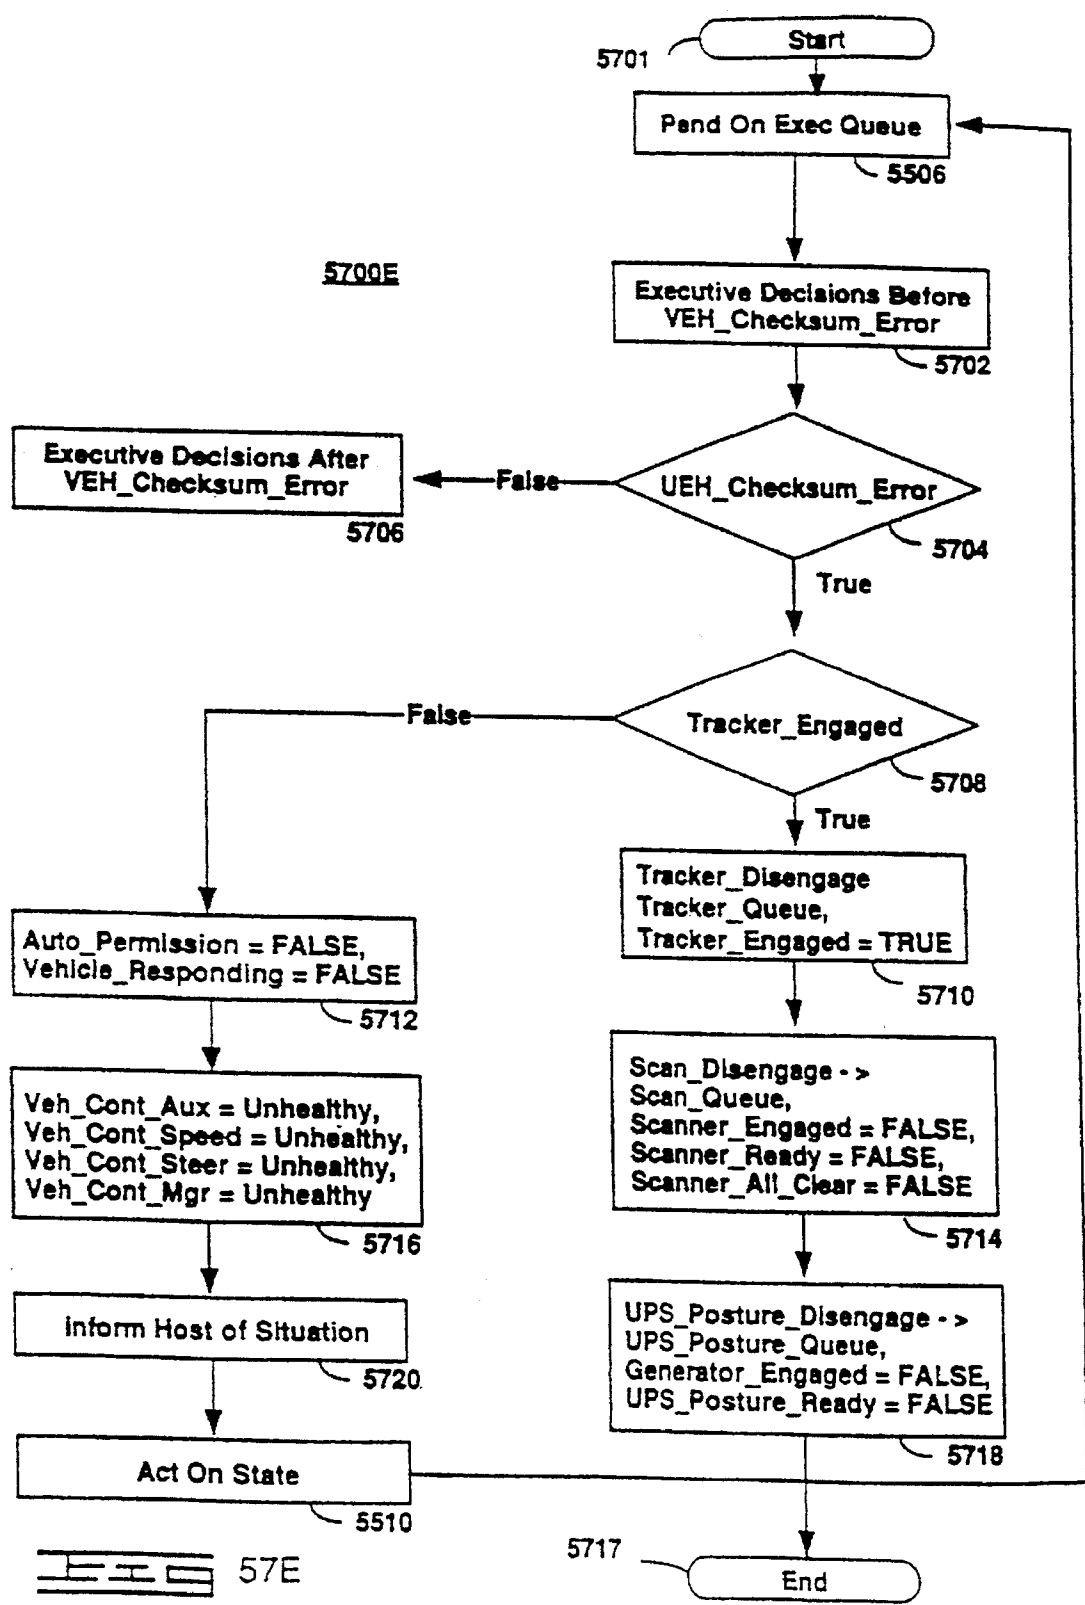 Start
5701
Pend On Exec Queue
5506
5700E
Executive Decisions Before
VEH_Checksum_Error
5702
Executive Decisions After
VEH_Checksum_Error
5706
False
UEH_Checksum_Error
5704
True
False
Tracker_Engaged
5708
True
Tracker_Disengage
Tracker_Queue,
Tracker_Engaged = TRUE
5710
Auto_Permission = FALSE,
Vehicle_Responding = FALSE
5712
Scan_Disengage - >
Scan_Queue,
Scanner_Engaged = FALSE,
Scanner_Ready = FALSE,
Scanner_All_Clear = FALSE
5714
Veh_Cont_Aux = Unhealthy,
Veh_Cont_Speed = Unhealthy,
Veh_Cont_Steer = Unhealthy,
Veh_Cont_Mgr = Unhealthy
5716
UPS_Posture_Disengage - >
UPS_Posture_Queue,
Generator_Engaged = FALSE,
UPS_Posture_Ready = FALSE
5718
Inform Host of Situation
5720
Act On State
5510
5717
End
FIG 57E